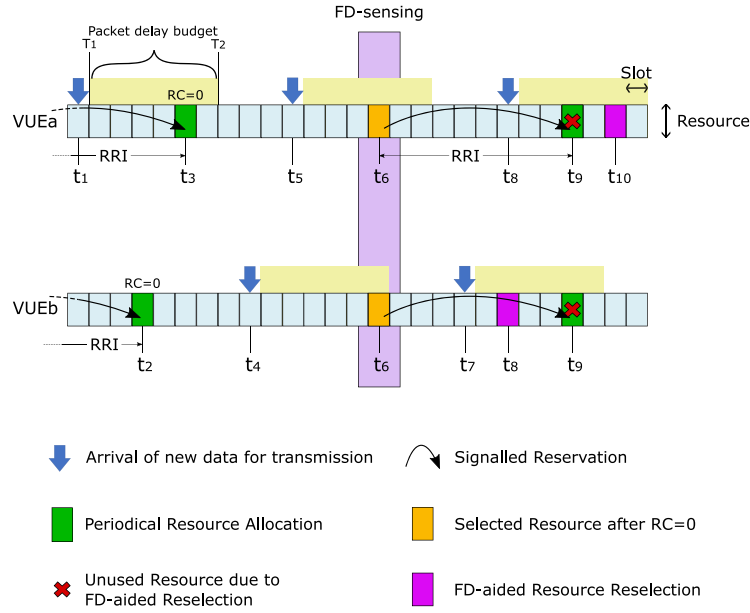 FD-sensing
Packet delay budget
T1 T2
RC=0
Slot
VUEa
Resource
RRI RRI
t1 t3 t5 t6 t8 t9 t10
RC=0
VUEb
RRI
t2 t4 t6 t7 t8 t9
Arrival of new data for transmission
Signalled Reservation
Periodical Resource Allocation
Selected Resource after RC=0
Unused Resource due to
FD-aided Reselection
FD-aided Resource Reselection